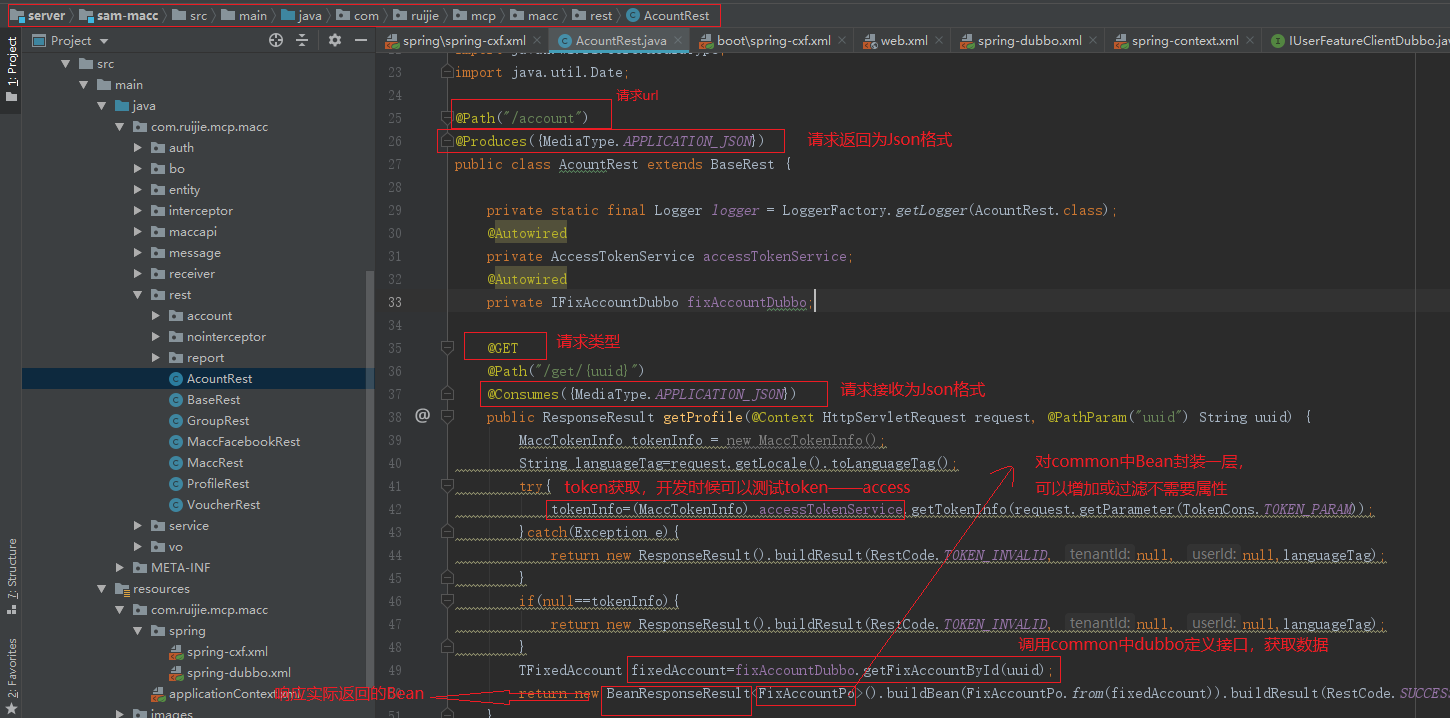 server sam-macc src main java com ruijie mcp macc rest AcountRest
Project
spring\spring-cxf.xml AcountRest.java boot\spring-cxf.xml web.xml spring-dubbo.xml spring-context.xml IUserFeatureClientDubbo.jav
1: Project
7: Structure
2: Favorites
src
main
java
com.ruijie.mcp.macc
auth
bo
entity
interceptor
maccapi
message
receiver
rest
account
nointerceptor
report
AcountRest
BaseRest
GroupRest
MaccFacebookRest
MaccRest
ProfileRest
VoucherRest
service
vo
META-INF
resources
com.ruijie.mcp.macc
spring
spring-cxf.xml
spring-dubbo.xml
applicationContext.xml
images
23 import java.util.Date;
24 请求url
25 @Path("/account")
26 @Produces({MediaType.APPLICATION_JSON}) 请求返回为Json格式
27 public class AcountRest extends BaseRest {
28
29 private static final Logger logger = LoggerFactory.getLogger(AcountRest.class);
30 @Autowired
31 private AccessTokenService accessTokenService;
32 @Autowired
33 private IFixAccountDubbo fixAccountDubbo;
34
35 @GET 请求类型
36 @Path("/get/{uuid}")
37 @Consumes({MediaType.APPLICATION_JSON}) 请求接收为Json格式
38 public ResponseResult getProfile(@Context HttpServletRequest request, @PathParam("uuid") String uuid) {
39 MaccTokenInfo tokenInfo = new MaccTokenInfo();
40 String languageTag=request.getLocale().toLanguageTag();
对common中Bean封装一层，
可以增加或过滤不需要属性
41 try{ token获取，开发时候可以测试token——access
42 tokenInfo=(MaccTokenInfo) accessTokenService.getTokenInfo(request.getParameter(TokenCons.TOKEN_PARAM));
43 }catch(Exception e){
44 return new ResponseResult().buildResult(RestCode.TOKEN_INVALID, tenantId: null, userId: null,languageTag);
45 }
46 if(null==tokenInfo){
47 return new ResponseResult().buildResult(RestCode.TOKEN_INVALID, tenantId: null, userId: null,languageTag);
48 } 调用common中dubbo定义接口，获取数据
49 TFixedAccount fixedAccount=fixAccountDubbo.getFixAccountById(uuid);
50 return new BeanResponseResult<FixAccountPo>().buildBean(FixAccountPo.from(fixedAccount)).buildResult(RestCode.SUCCESS
响应实际返回的Bean
51 }